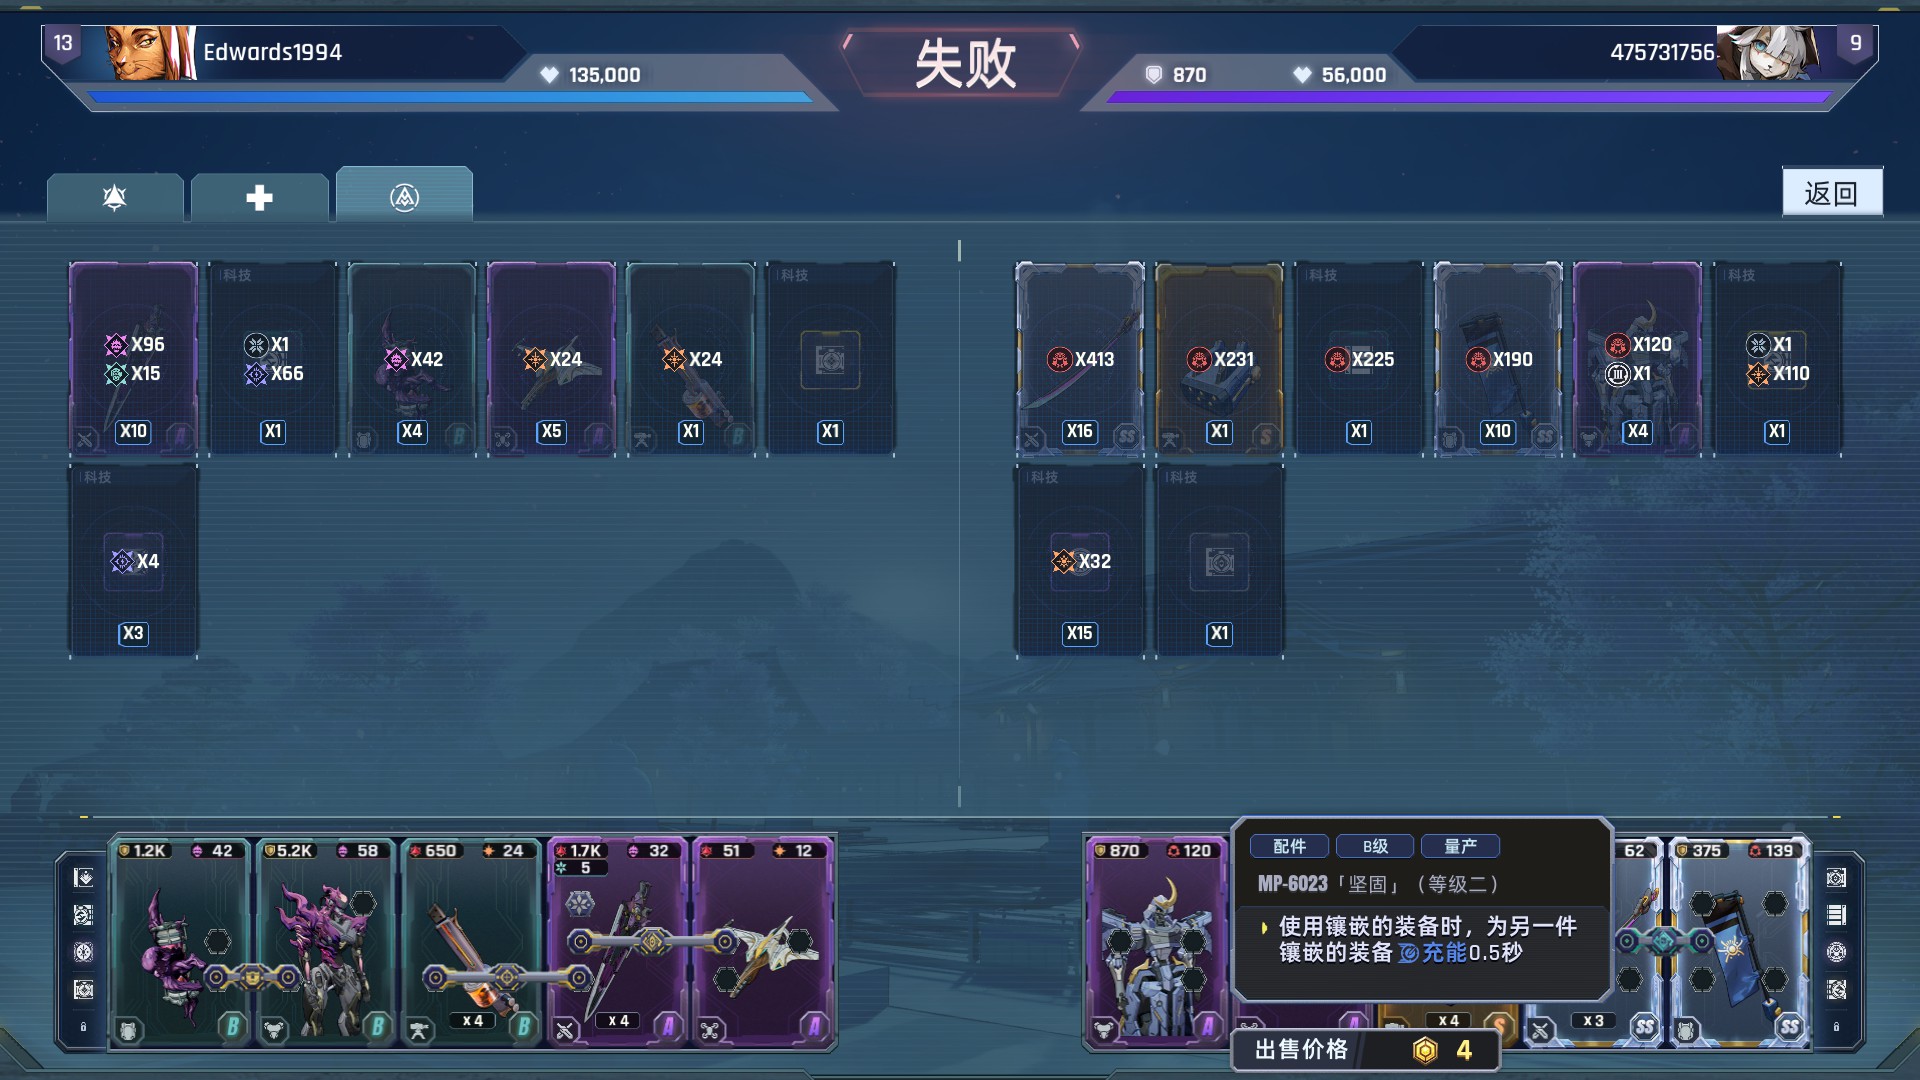 13
Edwards1994
135,000
失败
870
56,000
475731756
9
返回
X96
X15
X10
A
科技
X1
X66
X1
X42
X4
B
X24
X5
A
X24
X1
B
科技
X1
X413
X16
SS
X231
X1
S
科技
X225
X1
X190
X10
SS
X120
X1
X4
A
科技
X1
X110
X1
科技
X4
X3
科技
X32
X15
科技
X1
1.2K 42
B
5.2K 58
B
650 24
X4
B
1.7K 32
5
X4
A
51 12
A
870 120
A
配件 B级 量产
MP-6023「坚固」（等级二）
使用镶嵌的装备时，为另一件
镶嵌的装备充能0.5秒
出售价格 4
A
X4
S
62
X3
SS
375 139
SS